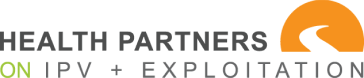 HEALTH PARTNERS
ON IPV + EXPLOITATION